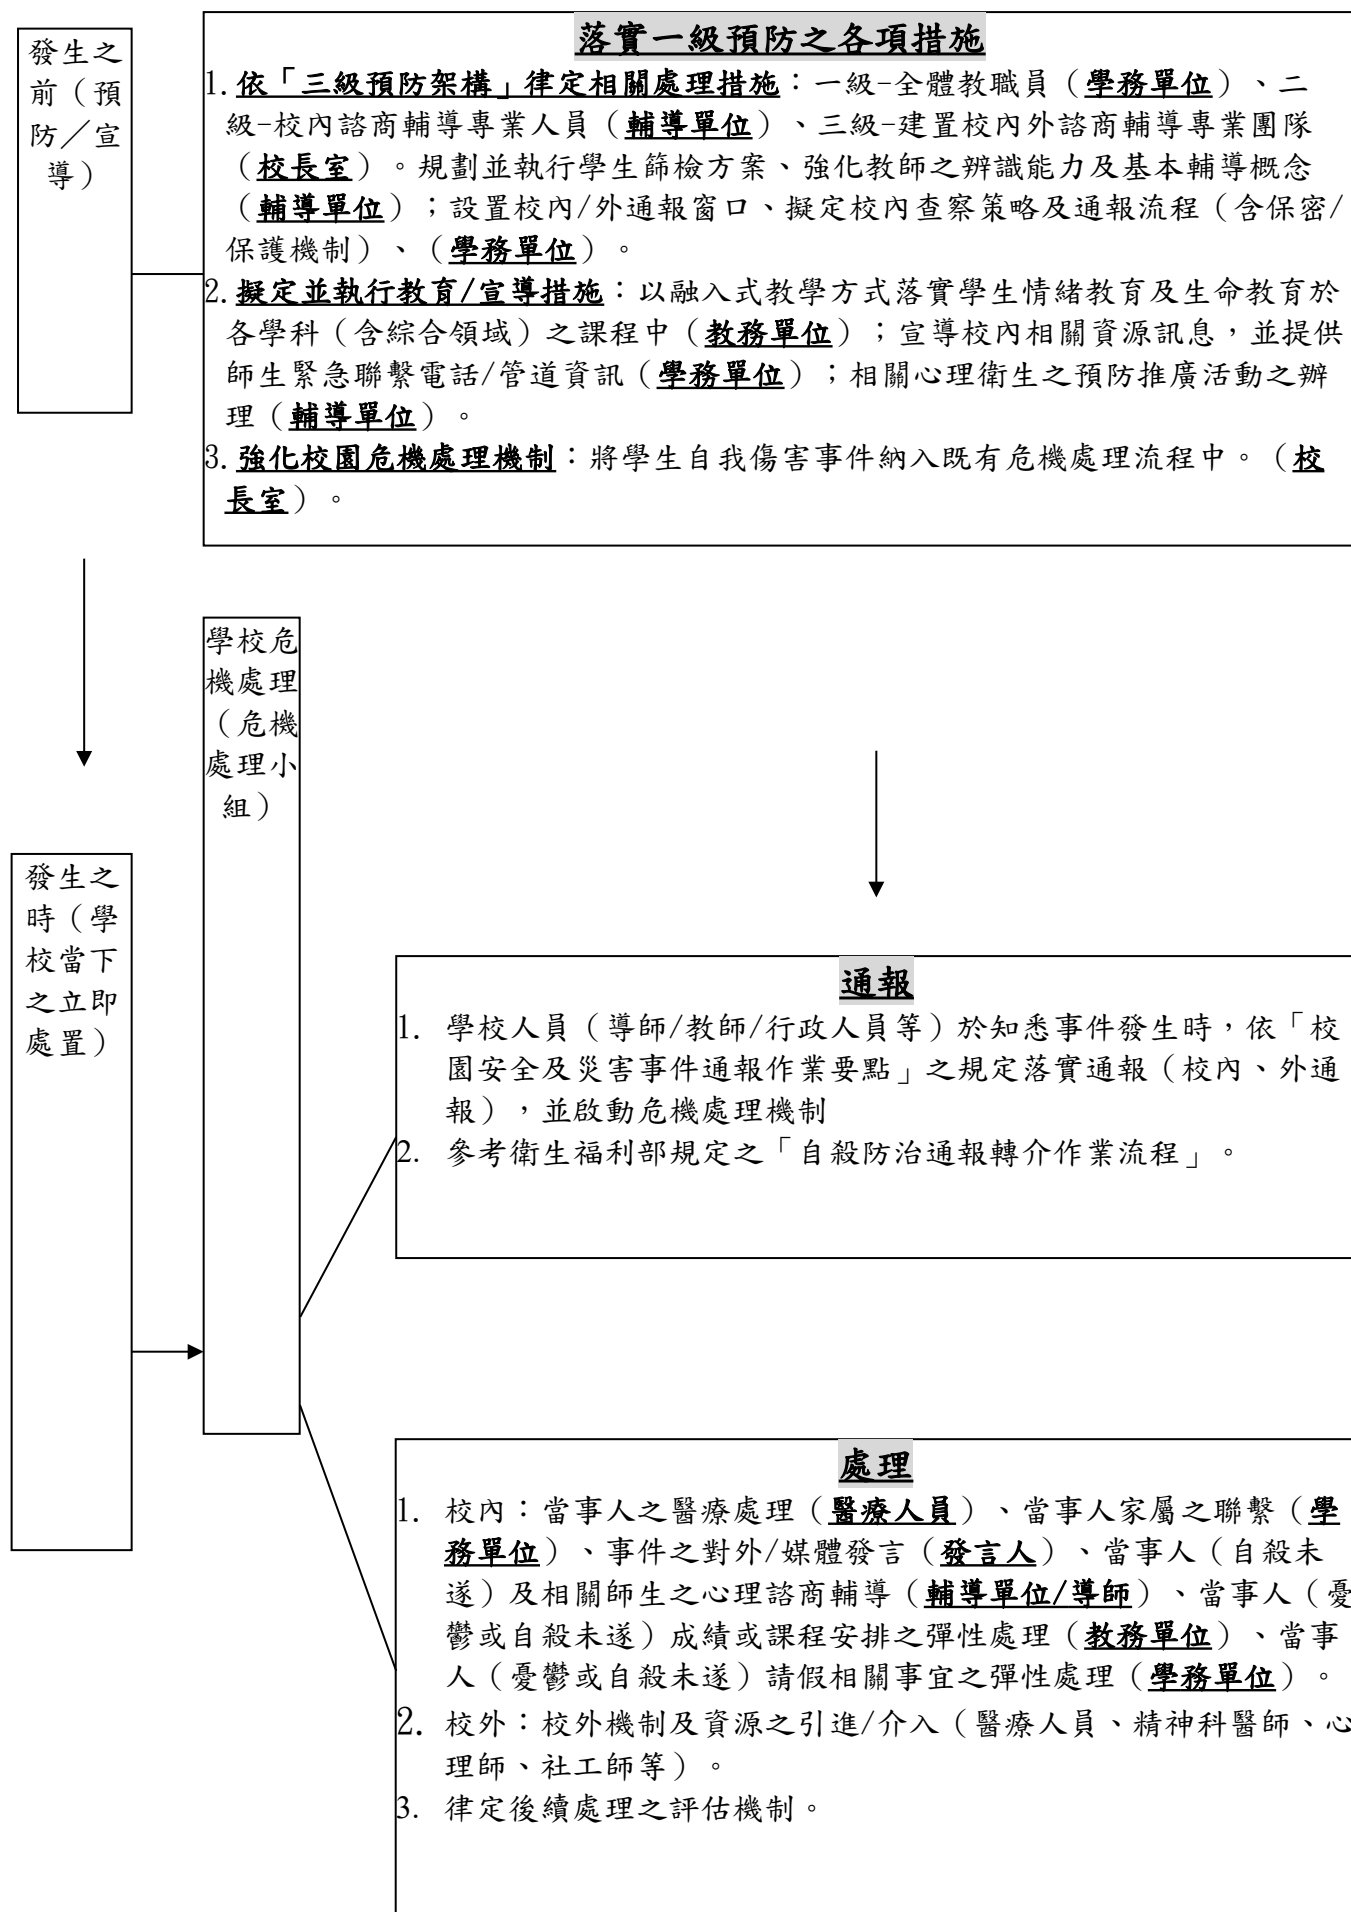 發生之
前（預
防／宣
導）
落實一級預防之各項措施
1.依「三級預防架構」律定相關處理措施：一級-全體教職員（學務單位）、二
級-校內諮商輔導專業人員（輔導單位）、三級-建置校內外諮商輔導專業團隊
（校長室）。規劃並執行學生篩檢方案、強化教師之辨識能力及基本輔導概念
（輔導單位）；設置校內/外通報窗口、擬定校內查察策略及通報流程（含保密/
保護機制）、（學務單位）。
2.擬定並執行教育/宣導措施：以融入式教學方式落實學生情緒教育及生命教育於
各學科（含綜合領域）之課程中（教務單位）；宣導校內相關資源訊息，並提供
師生緊急聯繫電話/管道資訊（學務單位）；相關心理衛生之預防推廣活動之辦
理（輔導單位）。
3.強化校園危機處理機制：將學生自我傷害事件納入既有危機處理流程中。（校
長室）。
學校危
機處理
（危機
處理小
組）
發生之
時（學
校當下
之立即
處置）
通報
1. 學校人員（導師/教師/行政人員等）於知悉事件發生時，依「校
園安全及災害事件通報作業要點」之規定落實通報（校內、外通
報），並啟動危機處理機制
2. 參考衛生福利部規定之「自殺防治通報轉介作業流程」。
處理
1. 校內：當事人之醫療處理（醫療人員）、當事人家屬之聯繫（學
務單位）、事件之對外/媒體發言（發言人）、當事人（自殺未
遂）及相關師生之心理諮商輔導（輔導單位/導師）、當事人（憂
鬱或自殺未遂）成績或課程安排之彈性處理（教務單位）、當事
人（憂鬱或自殺未遂）請假相關事宜之彈性處理（學務單位）。
2. 校外：校外機制及資源之引進/介入（醫療人員、精神科醫師、心
理師、社工師等）。
3. 律定後續處理之評估機制。